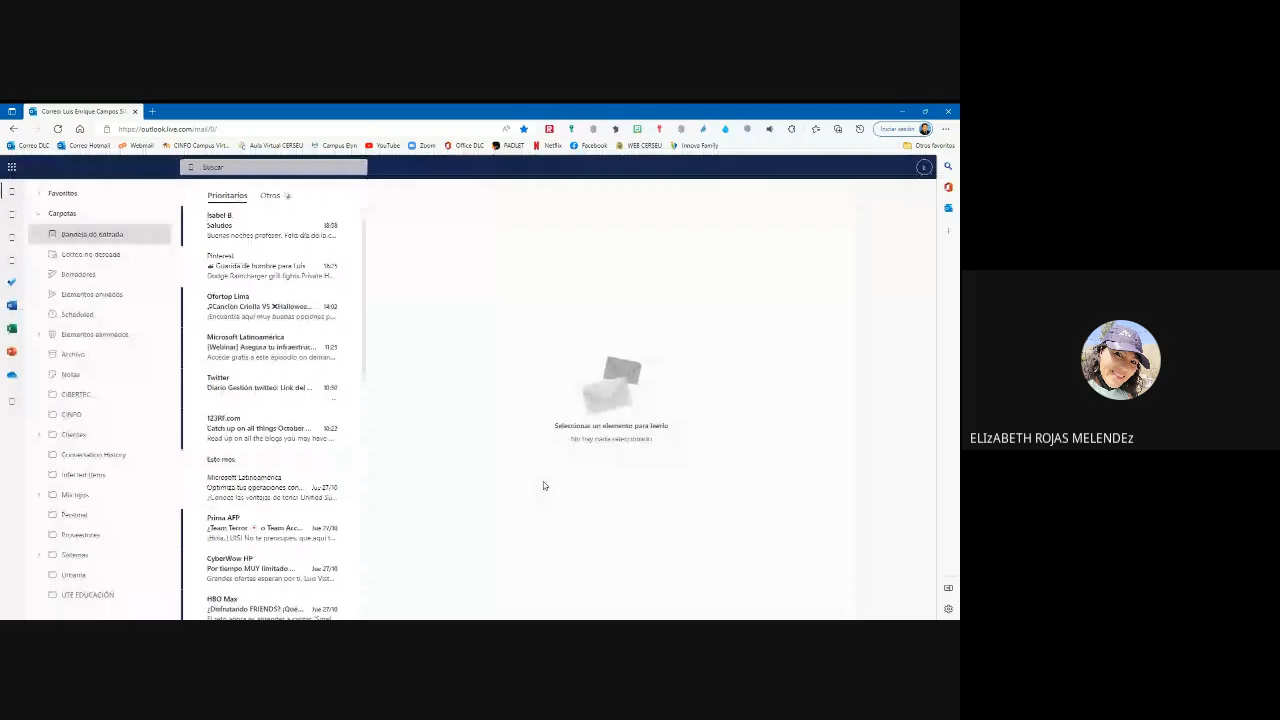 Correo: Luis Enrique Campos Si
https://outlook.live.com/mail/0/
Iniciar sesión
Correo DLC
Correo Hotmail
Webmail
CINFO Campus Virt...
Aula Virtual CERSEU
Campus Elyn
YouTube
Zoom
Office DLC
PADLET
Netflix
Facebook
WEB CERSEU
Innova Family
Otros favoritos
Buscar
Favoritos
Carpetas
Bandeja de entrada
Correo no deseado
Borradores
Elementos enviados
Scheduled
Elementos eliminados
Archivo
Notas
CIBERTEC
CINFO
Clientes
Conversation History
Infected Items
Mis hijos
Personal
Proveedores
Sistemas
Urbania
UTE EDUCACIÓN
Prioritarios
Otros
Isabel B.
Saludos 18:58
Buenas noches profesor. Feliz día de la c...
Pinterest
Guarida de hombre para Luis 16:25
Dodge Ramcharger grill lights Private H...
Ofertop Lima
Canción Criolla VS Hallowee... 14:02
¡Encuentra aquí muy buenas opciones p...
Microsoft Latinoamérica
[Webinar] Asegura tu infraestruc... 11:25
Accede gratis a este episodio on deman...
Twitter
Diario Gestión twitteó: Link del ... 10:50
...
123RF.com
Catch up on all things October ... 10:22
Read up on all the blogs you may have ...
Este mes
Microsoft Latinoamérica
Optimiza tus operaciones con... Jue 27/10
¿Conoce las ventajas de tener Unified Su...
Prima AFP
¿Team Terror o Team Acc... Jue 27/10
¡Hola, LUIS! No te preocupes, que aquí t...
CyberWow HP
Por tiempo MUY limitado ... Jue 27/10
Grandes ofertas esperan por ti. Luis Vist...
HBO Max
¿Disfrutando FRIENDS? ¡Qué... Jue 27/10
Seleccionar un elemento para leerlo
No hay nada seleccionado
ELIzABETH ROJAS MELENDEz